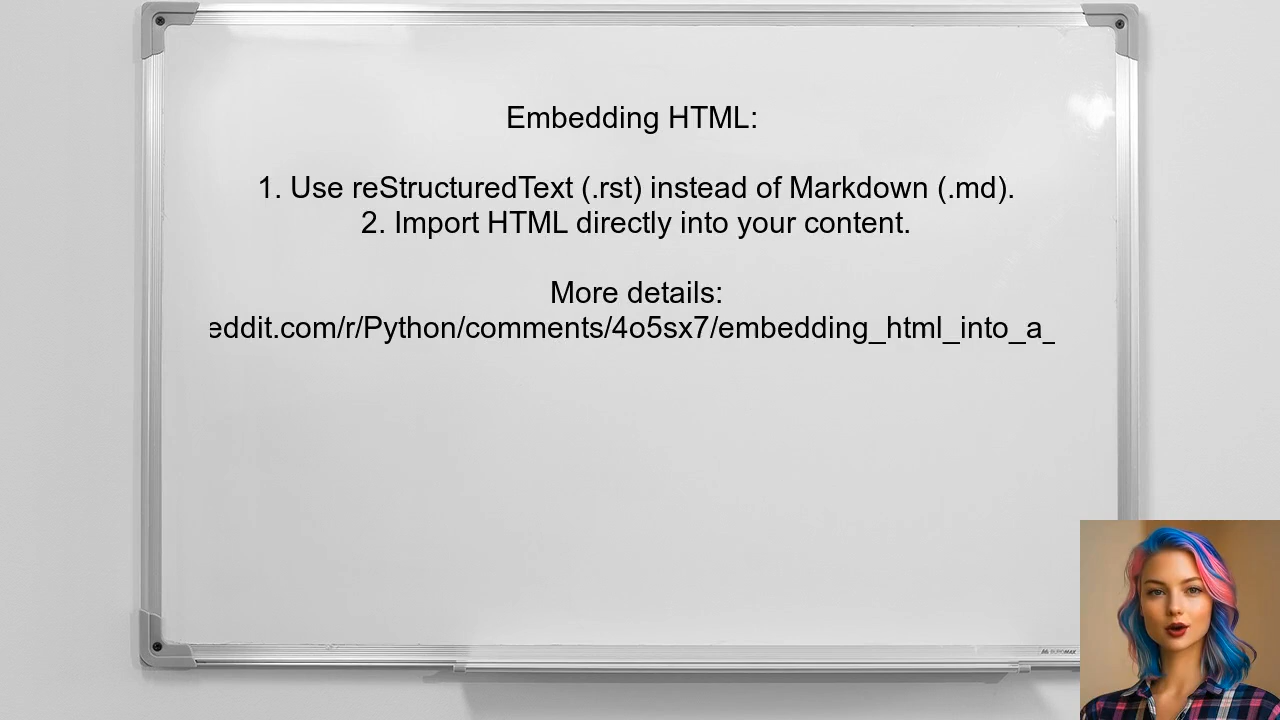 Embedding HTML:
1. Use reStructuredText (.rst) instead of Markdown (.md).
2. Import HTML directly into your content.
More details:
eddit.com/r/Python/comments/4o5sx7/embedding_html_into_a_